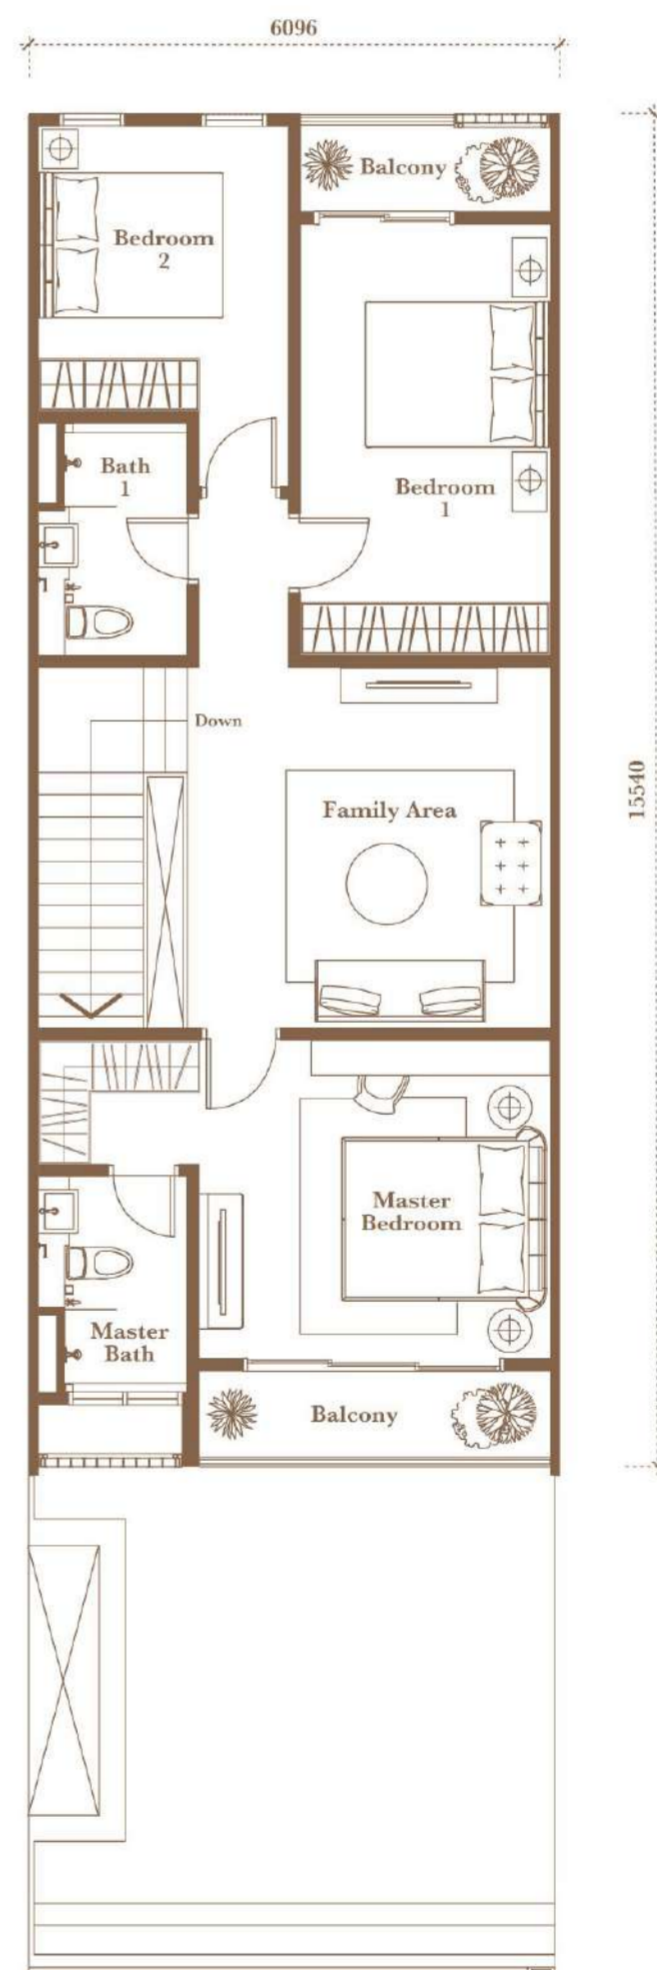 6096
Balcony
Bedroom
2
Bath
1
Bedroom
1
Down
15540
Family Area
Master
Bedroom
Master
Bath
Balcony